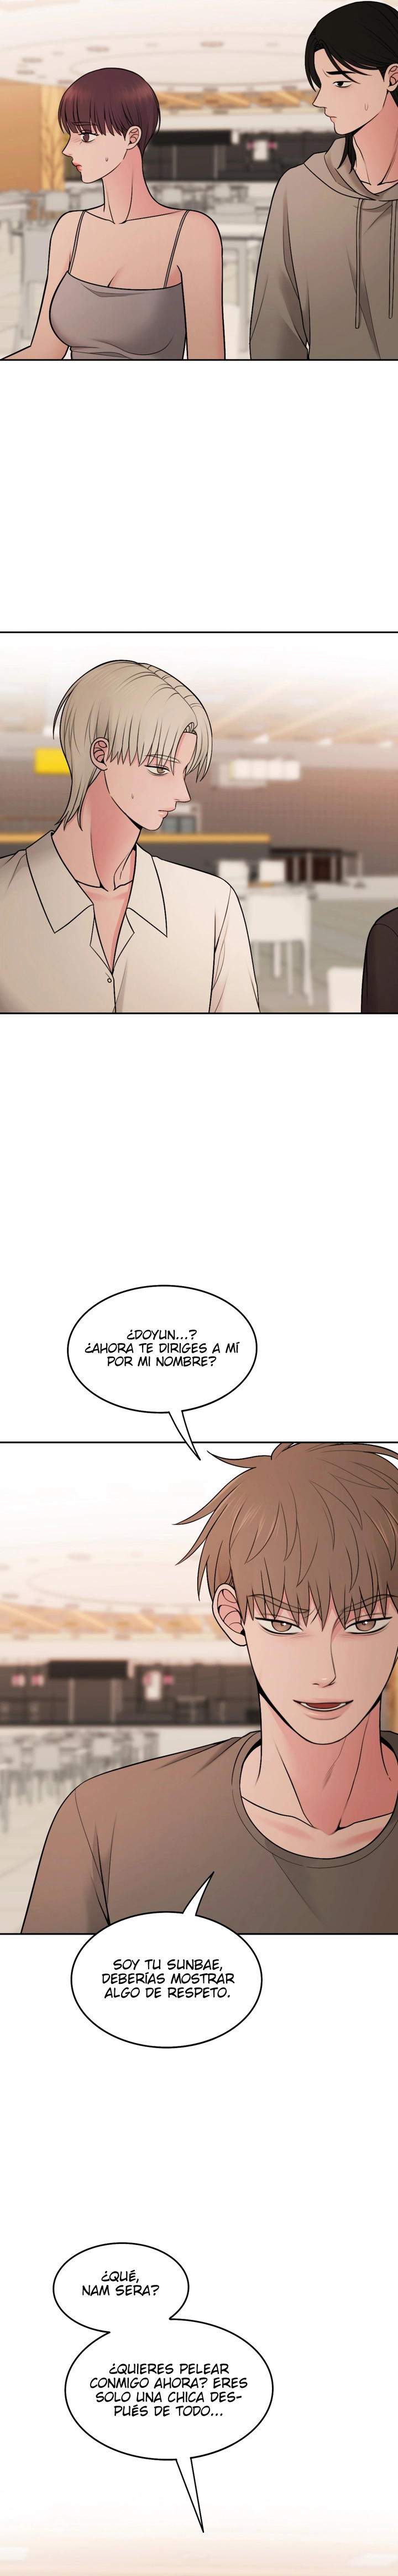 ¿DOYUN...?
¿AHORA TE DIRIGES A MÍ
POR MI NOMBRE?
SOY TU SUNBAE,
DEBERÍAS MOSTRAR
ALGO DE RESPETO.
¿QUÉ,
NAM SERA?
¿QUIERES PELEAR
CONMIGO AHORA? ERES
SOLO UNA CHICA DES-
PUÉS DE TODO...